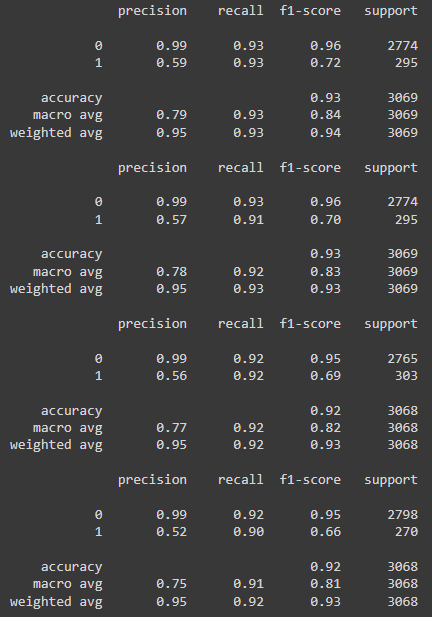 precision recall f1-score support
0 0.99 0.93 0.96 2774
1 0.59 0.93 0.72 295
accuracy 0.93 3069
macro avg 0.79 0.93 0.84 3069
weighted avg 0.95 0.93 0.94 3069
precision recall f1-score support
0 0.99 0.93 0.96 2774
1 0.57 0.91 0.70 295
accuracy 0.93 3069
macro avg 0.78 0.92 0.83 3069
weighted avg 0.95 0.93 0.93 3069
precision recall f1-score support
0 0.99 0.92 0.95 2765
1 0.56 0.92 0.69 303
accuracy 0.92 3068
macro avg 0.77 0.92 0.82 3068
weighted avg 0.95 0.92 0.93 3068
precision recall f1-score support
0 0.99 0.92 0.95 2798
1 0.52 0.90 0.66 270
accuracy 0.92 3068
macro avg 0.75 0.91 0.81 3068
weighted avg 0.95 0.92 0.93 3068